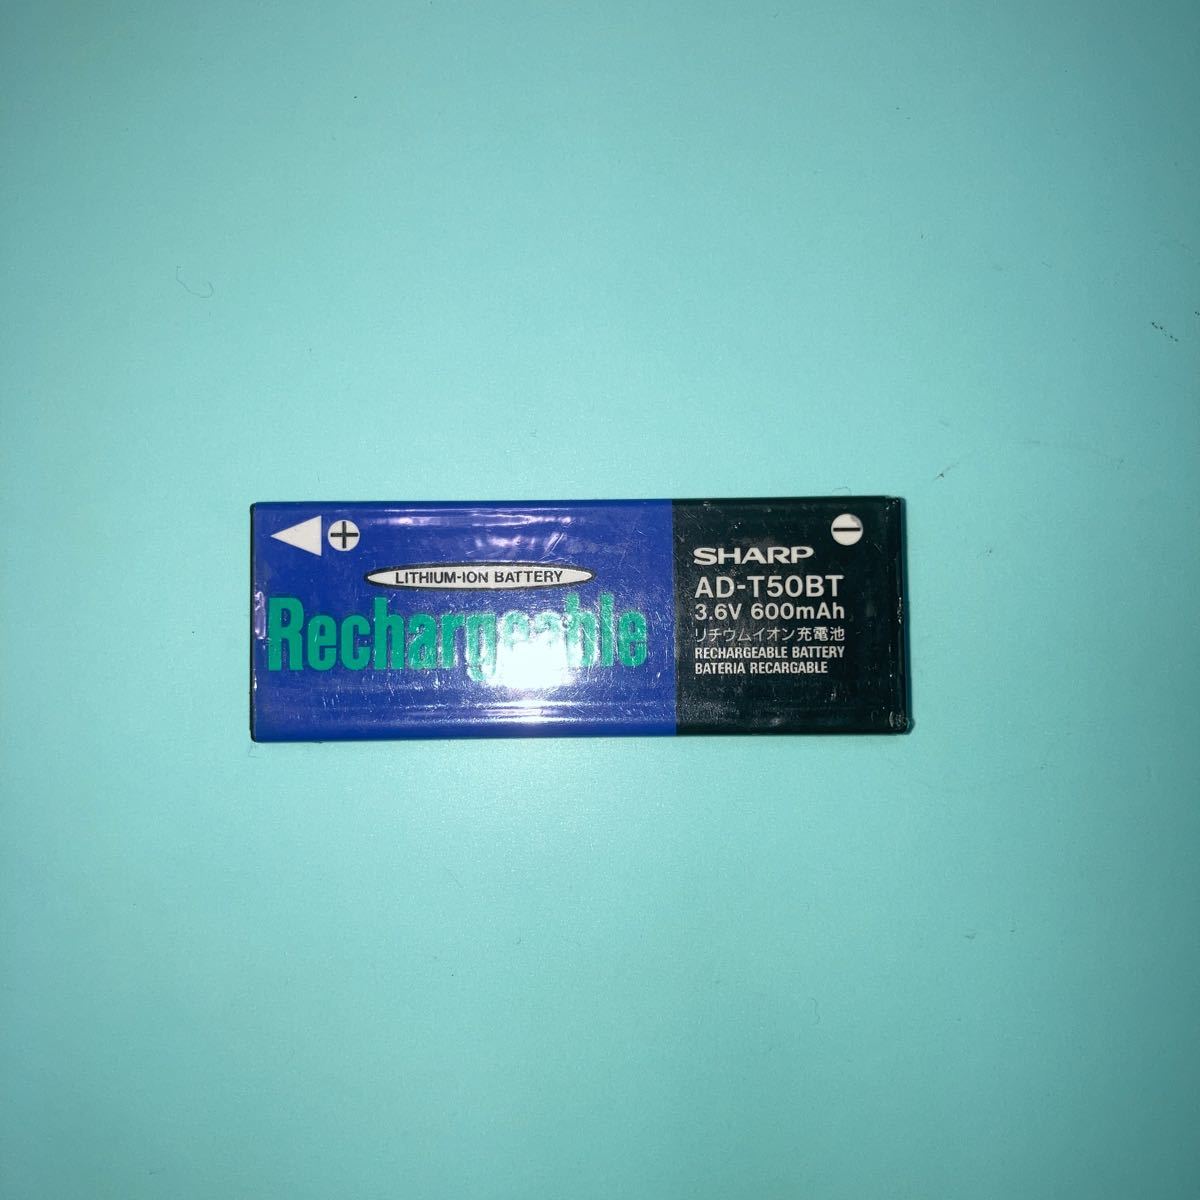 LITHIUM-ION BATTERY
Rechargeable
SHARP
AD-T50BT
3.6V 600mAh
リチウムイオン充電池
RECHARGEABLE BATTERY
BATERIA RECARGABLE